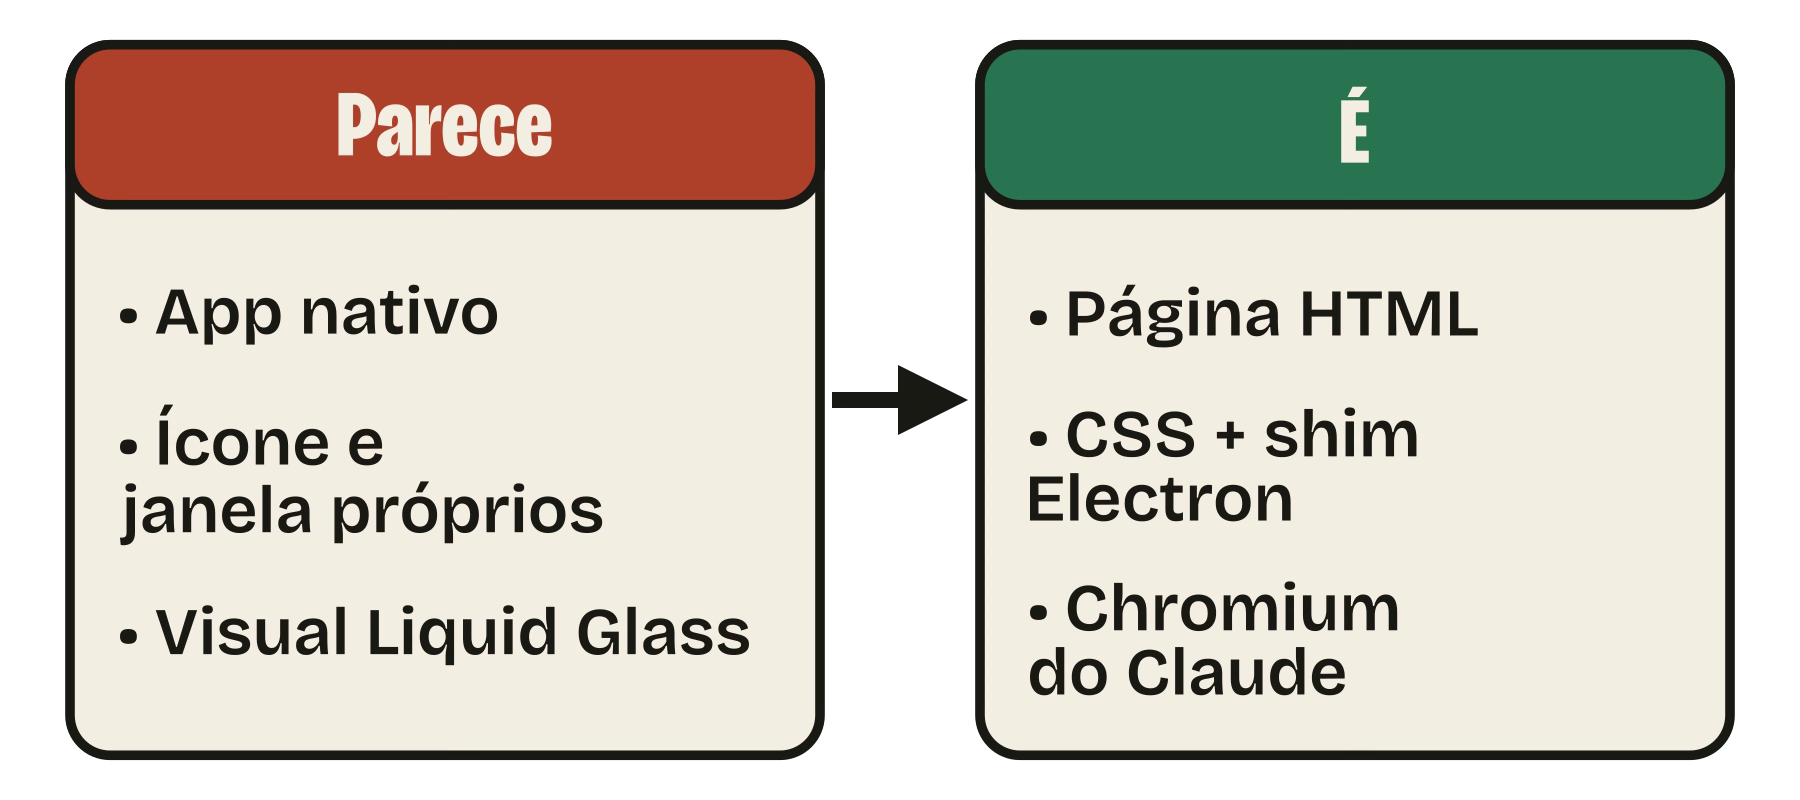 Parece
• App nativo
• Ícone e
janela próprios
• Visual Liquid Glass
É
• Página HTML
• CSS + shim
Electron
• Chromium
do Claude